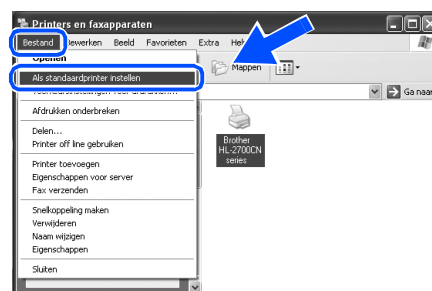 Printers en faxapparaten
Bestand Bewerken Beeld Favorieten Extra
Openen
Mappen
Als standaardprinter instellen
Ga naar
Afdrukken onderbreken
Delen...
Printer off line gebruiken
Printer toevoegen
Eigenschappen voor server
Fax verzenden
Snelkoppeling maken
Verwijderen
Naam wijzigen
Eigenschappen
Sluiten
Brother
HL-2700CN
series